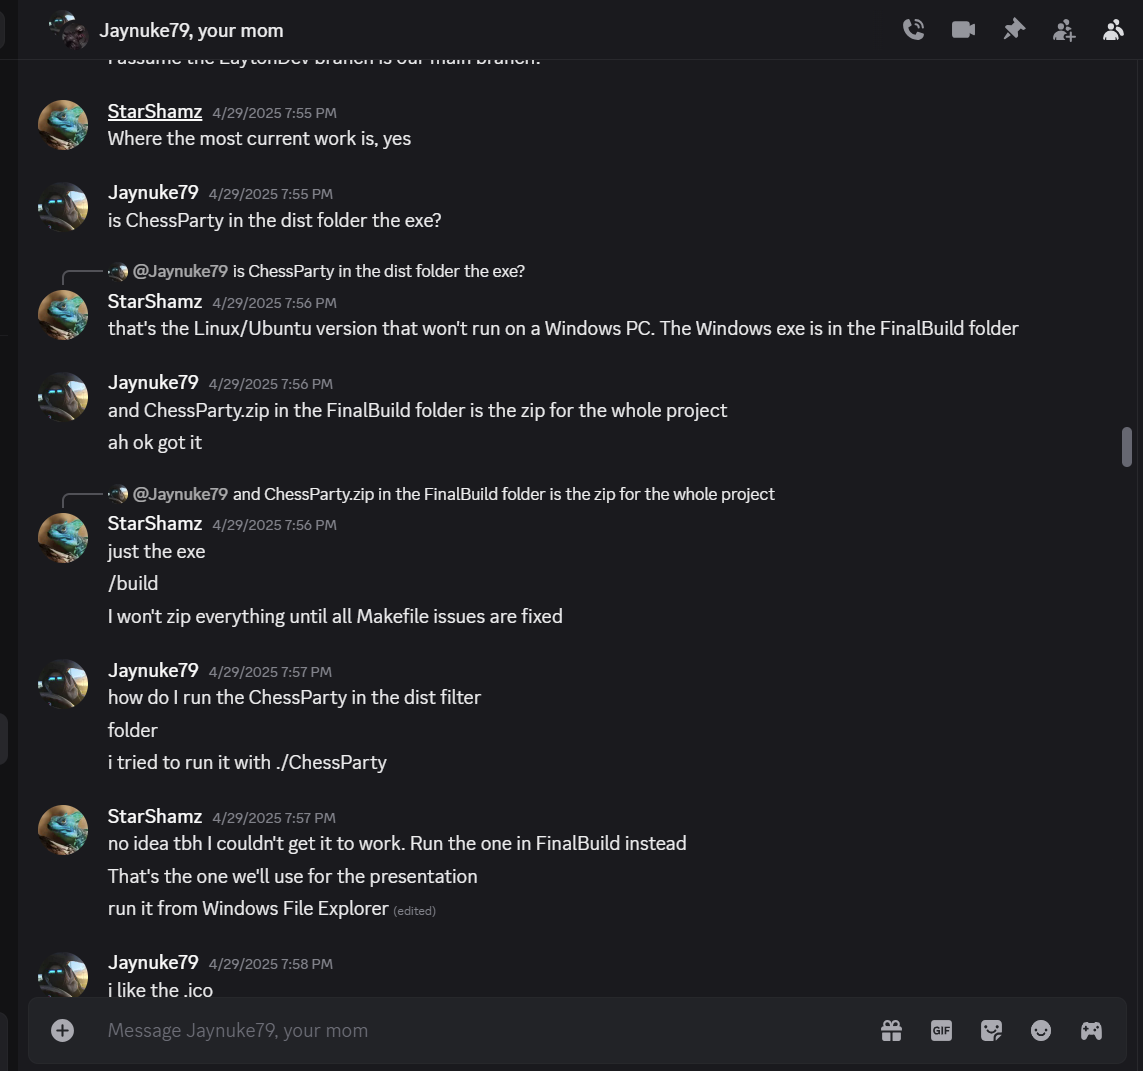 Jaynuke79, your mom
I assume the LaytonDev branch is our main branch?
StarShamz 4/29/2025 7:55 PM
Where the most current work is, yes
Jaynuke79 4/29/2025 7:55 PM
is ChessParty in the dist folder the exe?
@Jaynuke79 is ChessParty in the dist folder the exe?
StarShamz 4/29/2025 7:56 PM
that's the Linux/Ubuntu version that won't run on a Windows PC. The Windows exe is in the FinalBuild folder
Jaynuke79 4/29/2025 7:56 PM
and ChessParty.zip in the FinalBuild folder is the zip for the whole project
ah ok got it
@Jaynuke79 and ChessParty.zip in the FinalBuild folder is the zip for the whole project
StarShamz 4/29/2025 7:56 PM
just the exe
/build
I won't zip everything until all Makefile issues are fixed
Jaynuke79 4/29/2025 7:57 PM
how do I run the ChessParty in the dist filter
folder
i tried to run it with ./ChessParty
StarShamz 4/29/2025 7:57 PM
no idea tbh I couldn't get it to work. Run the one in FinalBuild instead
That's the one we'll use for the presentation
run it from Windows File Explorer (edited)
Jaynuke79 4/29/2025 7:58 PM
i like the .ico
Message Jaynuke79, your mom
GIF